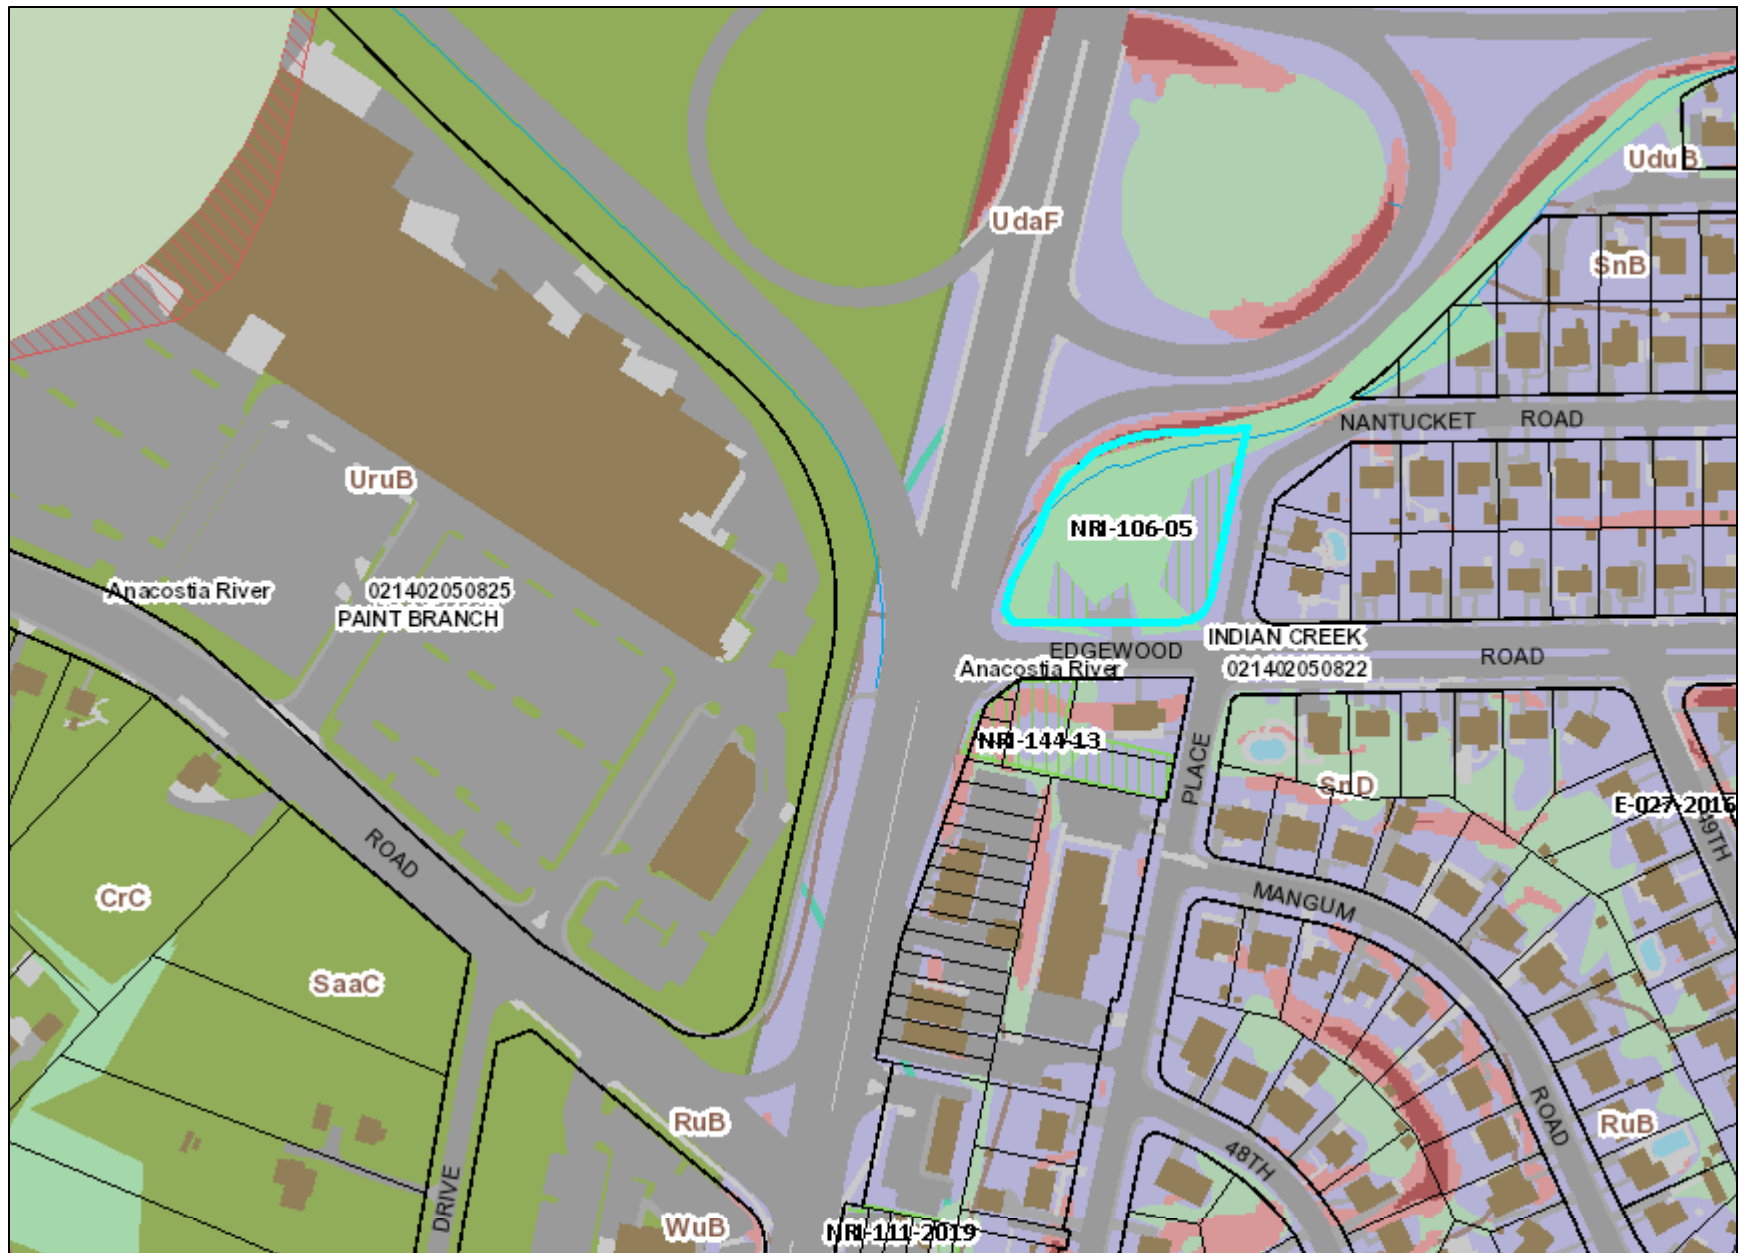 UduB
UdaF
SnB
NANTUCKET ROAD
UruB
NRI-106-05
Anacostia River
021402050825
PAINT BRANCH
INDIAN CREEK
EDGEWOOD
ROAD
Anacostia River
021402050822
NRI-144-13
PLACE
SnD
E-027-2016
49TH
ROAD
CrC
MANGUM
SaaC
ROAD
RuB
RuB
48TH
DRIVE
WuB
NRI-111-2019